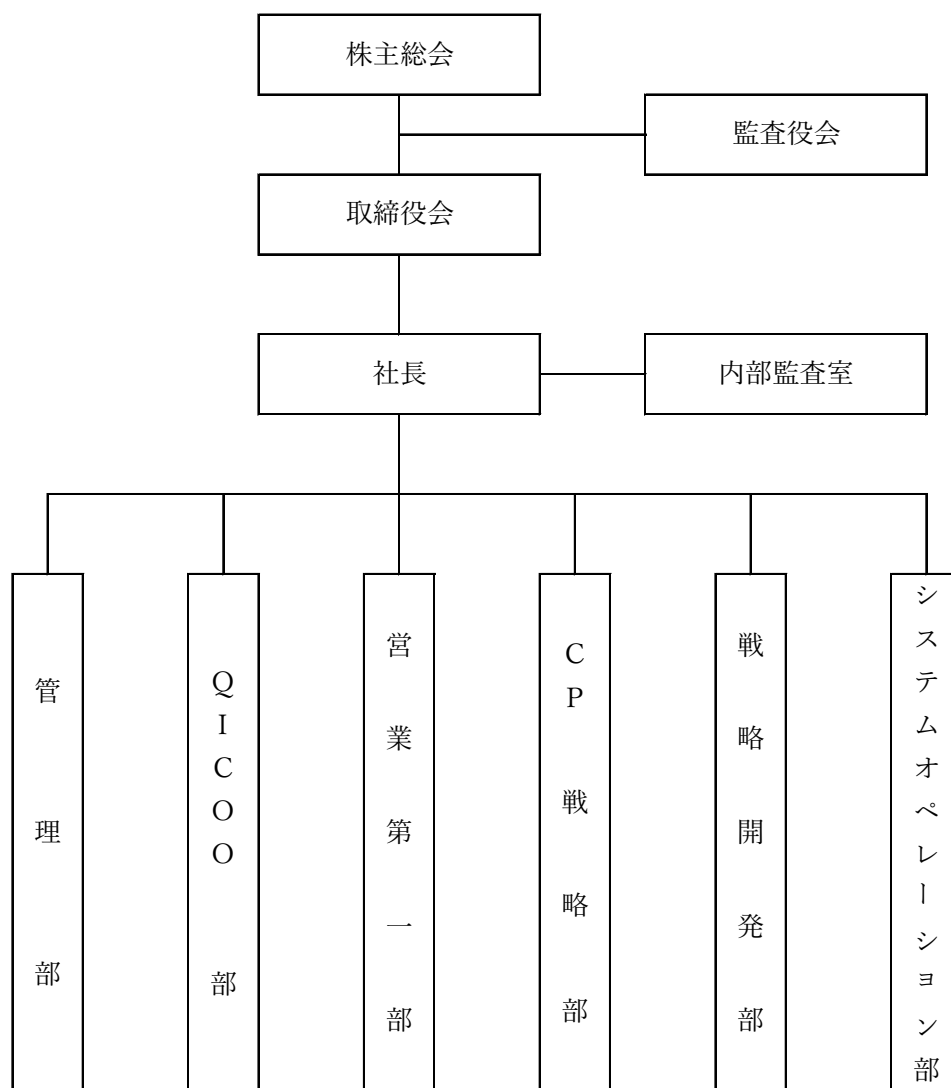 株主総会
監査役会
取締役会
社長
内部監査室
管理部
QICOO部
営業第一部
CP戦略部
戦略開発部
システムオペレーション部